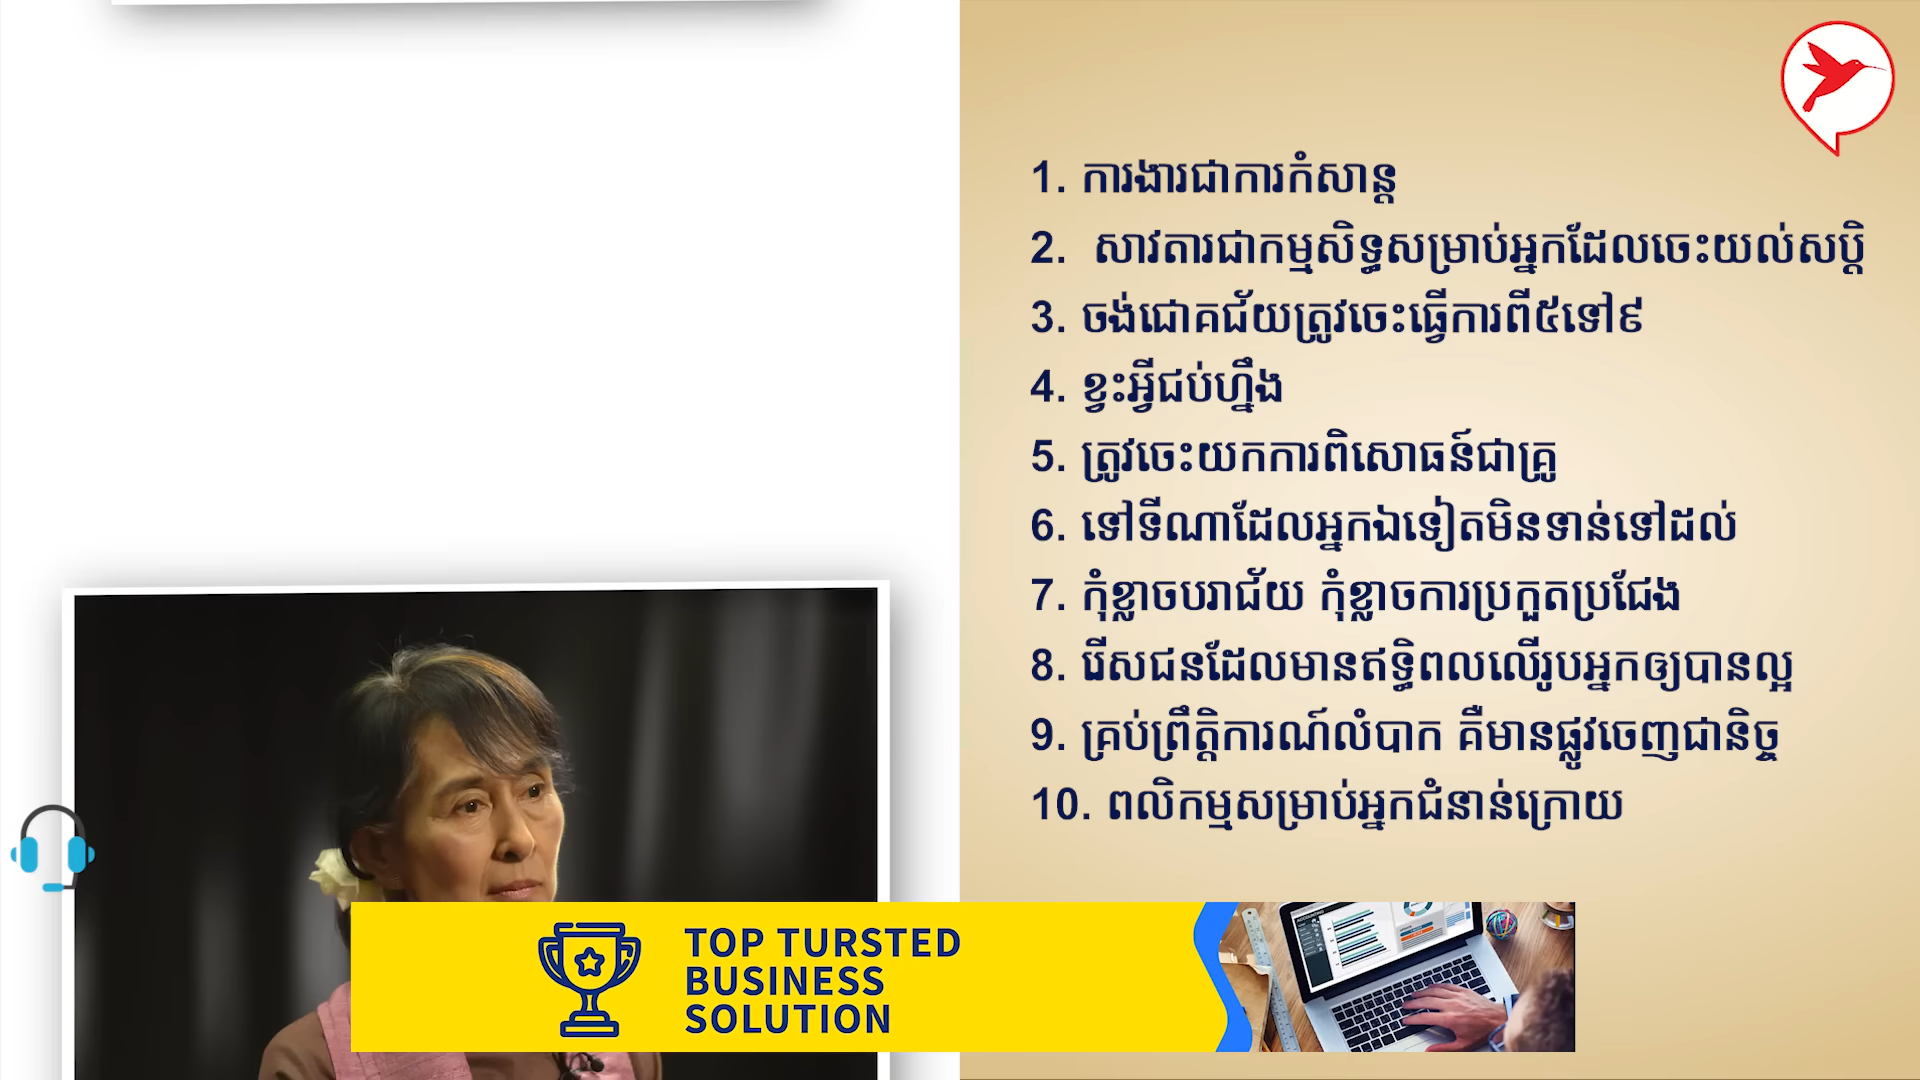 1. ការងារជាការកំសាន្ត
2. សាវតារជាកម្មសិទ្ធសម្រាប់អ្នកដែលចេះយល់សប្តិ
3. ចង់ជោគជ័យត្រូវចេះធ្វើការពី៥ទៅ៩
4. ខ្វះអ្វីជប់ហ្នឹង
5. ត្រូវចេះយកការពិសោធន៍ជាគ្រូ
6. ទៅទីណាដែលអ្នកឯទៀតមិនទាន់ទៅដល់
7. កុំខ្លាចបរាជ័យ កុំខ្លាចការប្រកួតប្រជែង
8. រើសជនដែលមានឥទ្ធិពលលើរូបអ្នកឲ្យបានល្អ
9. គ្រប់ព្រឹត្តិការណ៍លំបាក គឺមានផ្លូវចេញជានិច្ច
10. ពលិកម្មសម្រាប់អ្នកជំនាន់ក្រោយ
TOP TURSTED
BUSINESS
SOLUTION